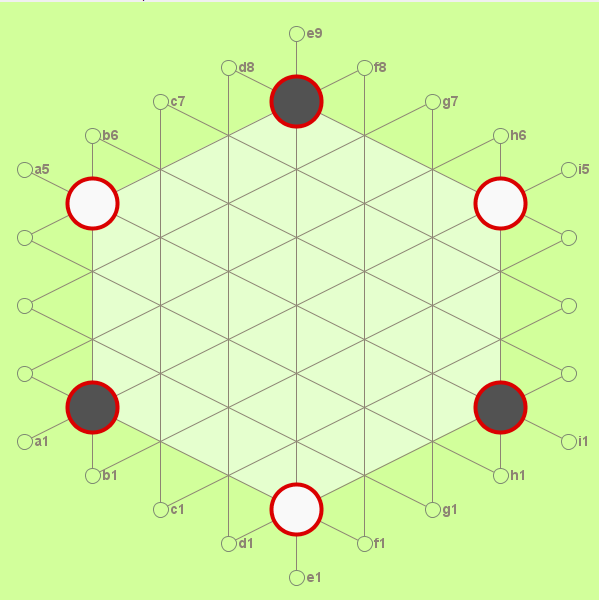 e9
d8 f8
c7 g7
b6 h6
a5 i5
a1 i1
b1 h1
c1 g1
d1 f1
e1